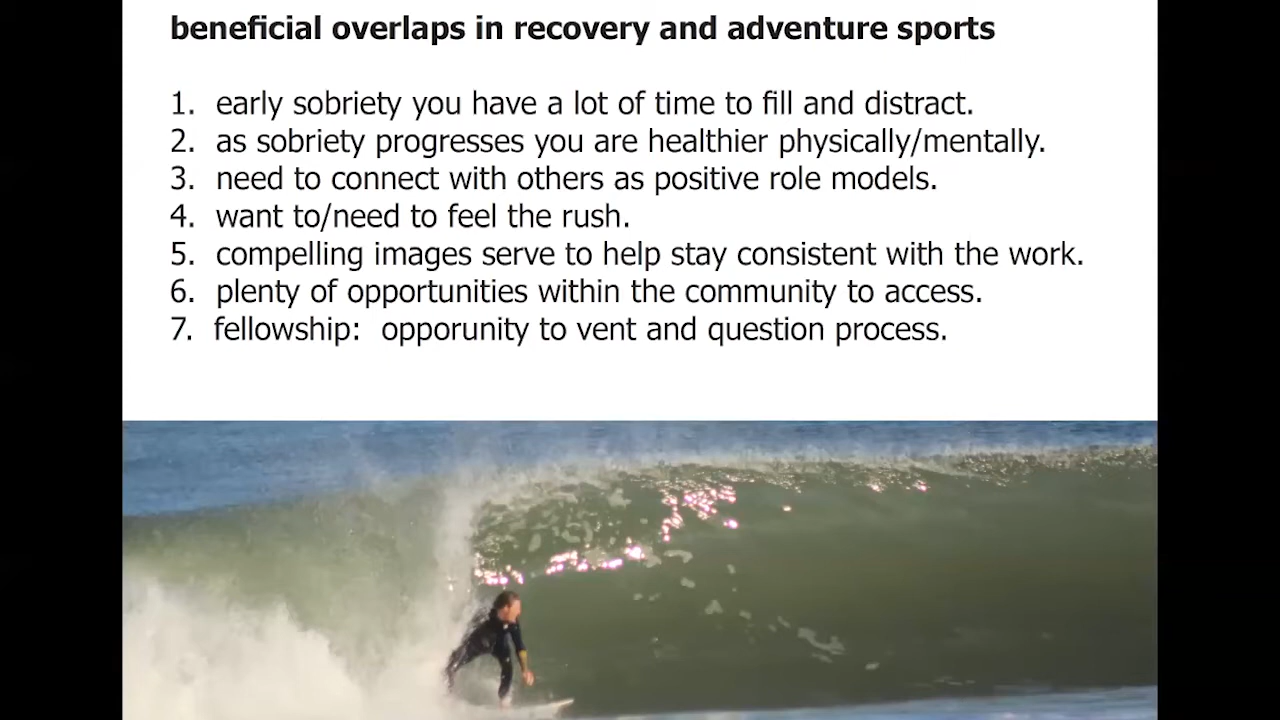 beneficial overlaps in recovery and adventure sports
1. early sobriety you have a lot of time to fill and distract.
2. as sobriety progresses you are healthier physically/mentally.
3. need to connect with others as positive role models.
4. want to/need to feel the rush.
5. compelling images serve to help stay consistent with the work.
6. plenty of opportunities within the community to access.
7. fellowship: opporunity to vent and question process.